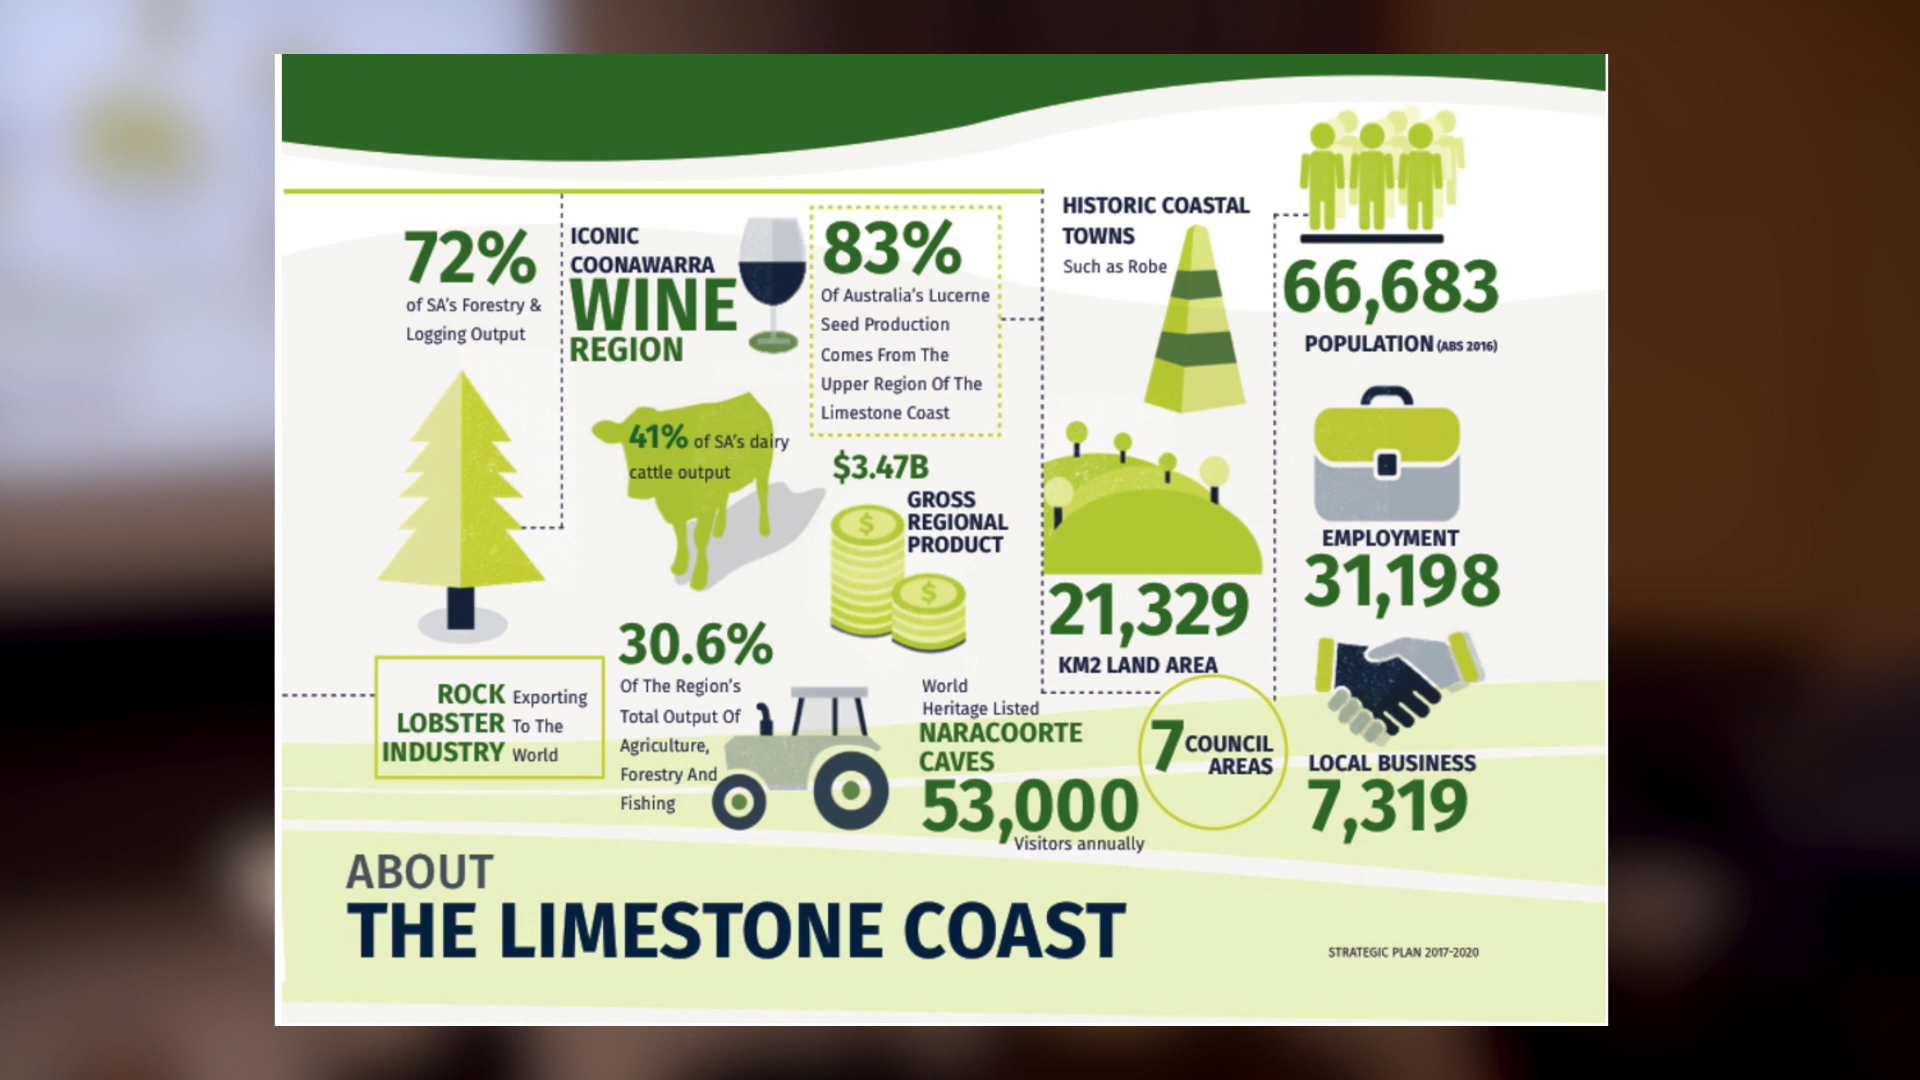 72%
of SA's Forestry &
Logging Output
ICONIC
COONAWARRA
WINE
REGION
83%
Of Australia's Lucerne
Seed Production
Comes From The
Upper Region Of The
Limestone Coast
HISTORIC COASTAL
TOWNS
Such as Robe
66,683
POPULATION (ABS 2016)
41% of SA's dairy
cattle output
$3.47B
GROSS
REGIONAL
PRODUCT
$
$
EMPLOYMENT
31,198
21,329
KM2 LAND AREA
ROCK
LOBSTER
INDUSTRY
Exporting
To The
World
30.6%
Of The Region's
Total Output Of
Agriculture,
Forestry And
Fishing
World
Heritage Listed
NARACOORTE
CAVES
53,000
Visitors annually
7 COUNCIL
AREAS
LOCAL BUSINESS
7,319
ABOUT
THE LIMESTONE COAST
STRATEGIC PLAN 2017-2020